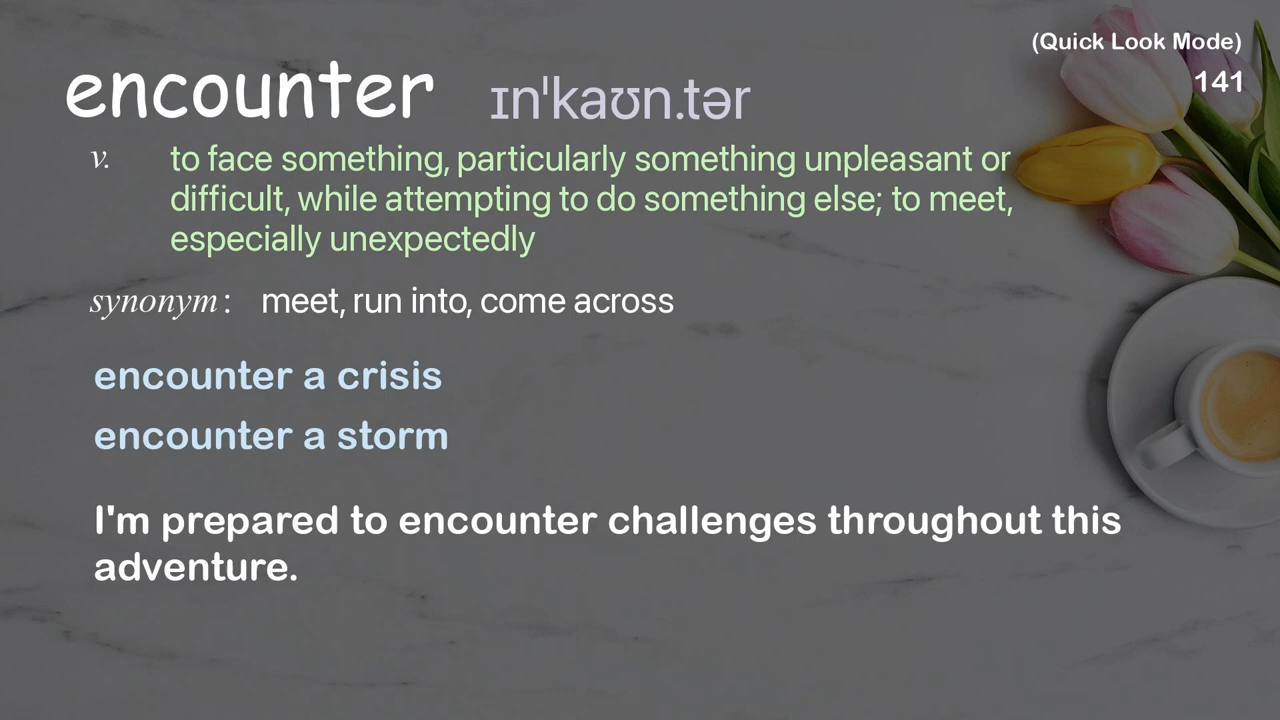 (Quick Look Mode)
141
encounter ɪnˈkaʊn.tər
v. to face something, particularly something unpleasant or
difficult, while attempting to do something else; to meet,
especially unexpectedly
synonym: meet, run into, come across
encounter a crisis
encounter a storm
I'm prepared to encounter challenges throughout this
adventure.